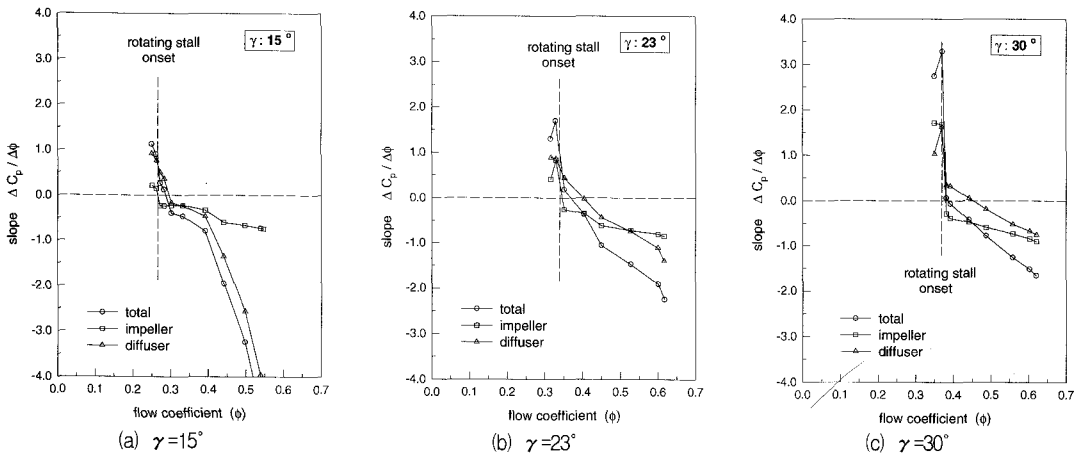 4.0
3.0
2.0
1.0
0.0
-1.0
-2.0
-3.0
-4.0
slope Δ Cp / Δφ
rotating stall
onset
γ : 15 °
total
impeller
diffuser
0.0 0.1 0.2 0.3 0.4 0.5 0.6 0.7
flow coefficient (φ)
(a) γ=15°
4.0
3.0
2.0
1.0
0.0
-1.0
-2.0
-3.0
-4.0
slope Δ Cp / Δφ
rotating stall
onset
γ : 23 °
total
impeller
diffuser
0.0 0.1 0.2 0.3 0.4 0.5 0.6 0.7
flow coefficient (φ)
(b) γ=23°
4.0
3.0
2.0
1.0
0.0
-1.0
-2.0
-3.0
-4.0
slope Δ Cp / Δφ
γ : 30 °
rotating stall
onset
total
impeller
diffuser
0.0 0.1 0.2 0.3 0.4 0.5 0.6 0.7
flow coefficient (φ)
(c) γ=30°